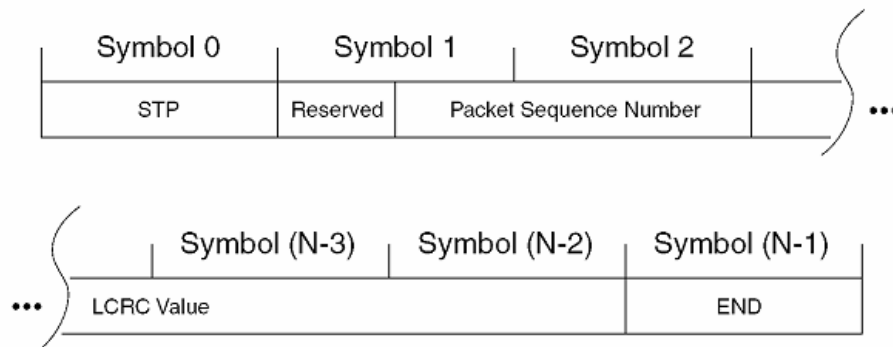 Symbol 0 Symbol 1 Symbol 2
STP Reserved Packet Sequence Number
•••
Symbol (N-3) Symbol (N-2) Symbol (N-1)
••• LCRC Value END